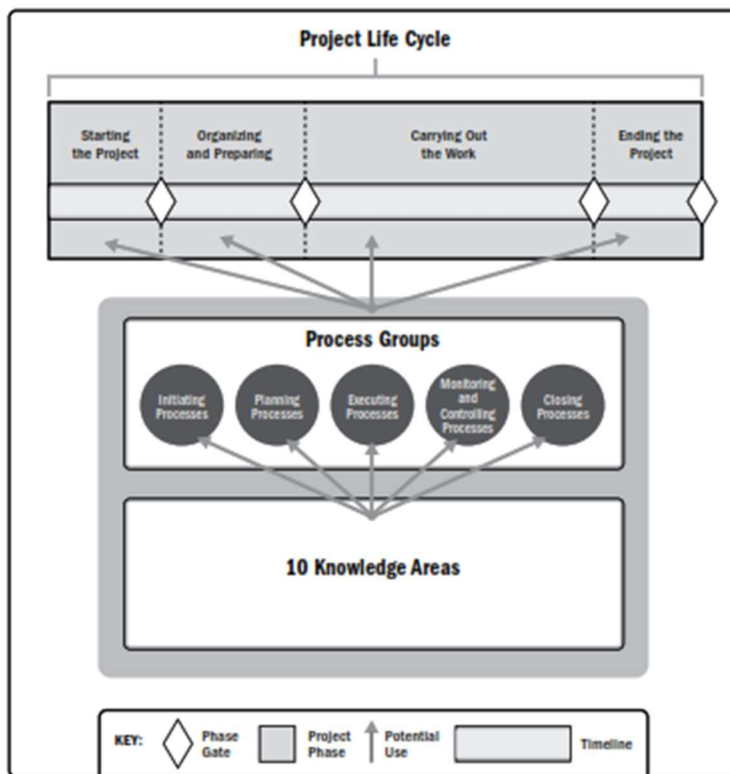 Project Life Cycle
Starting
the Project
Organizing
and Preparing
Carrying Out
the Work
Ending the
Project
Process Groups
Initiating
Processes
Planning
Processes
Executing
Processes
Monitoring
and
Controlling
Processes
Closing
Processes
10 Knowledge Areas
KEY:
Phase
Gate
Project
Phase
Potential
Use
Timeline